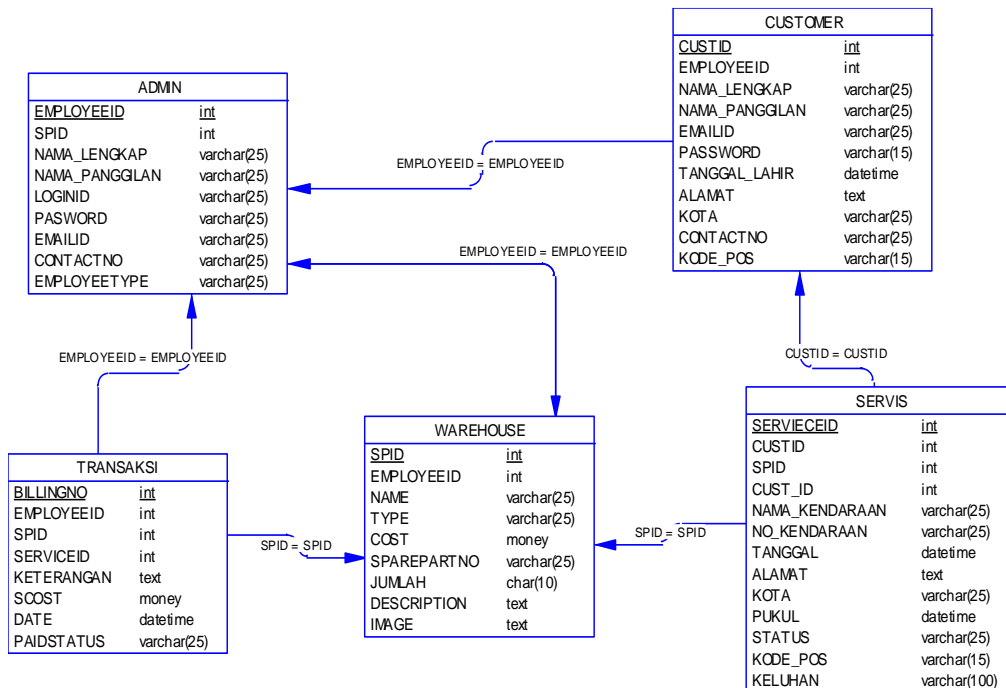 CUSTOMER
CUSTID int
EMPLOYEEID int
NAMA_LENGKAP varchar(25)
NAMA_PANGGILAN varchar(25)
EMAILID varchar(25)
PASSWORD varchar(15)
TANGGAL_LAHIR datetime
ALAMAT text
KOTA varchar(25)
CONTACTNO varchar(25)
KODE_POS varchar(15)
ADMIN
EMPLOYEEID int
SPID int
NAMA_LENGKAP varchar(25)
NAMA_PANGGILAN varchar(25)
LOGINID varchar(25)
PASWORD varchar(25)
EMAILID varchar(25)
CONTACTNO varchar(25)
EMPLOYEETYPE varchar(25)
EMPLOYEEID = EMPLOYEEID
EMPLOYEEID = EMPLOYEEID
EMPLOYEEID = EMPLOYEEID
CUSTID = CUSTID
TRANSAKSI
BILLINGNO int
EMPLOYEEID int
SPID int
SERVICEID int
KETERANGAN text
SCOST money
DATE datetime
PAIDSTATUS varchar(25)
SPID = SPID
WAREHOUSE
SPID int
EMPLOYEEID int
NAME varchar(25)
TYPE varchar(25)
COST money
SPAREPARTNO varchar(25)
JUMLAH char(10)
DESCRIPTION text
IMAGE text
SPID = SPID
SERVIS
SERVIECEID int
CUSTID int
SPID int
CUST_ID int
NAMA_KENDARAAN varchar(25)
NO_KENDARAAN varchar(25)
TANGGAL datetime
ALAMAT text
KOTA varchar(25)
PUKUL datetime
STATUS varchar(25)
KODE_POS varchar(15)
KELUHAN varchar(100)